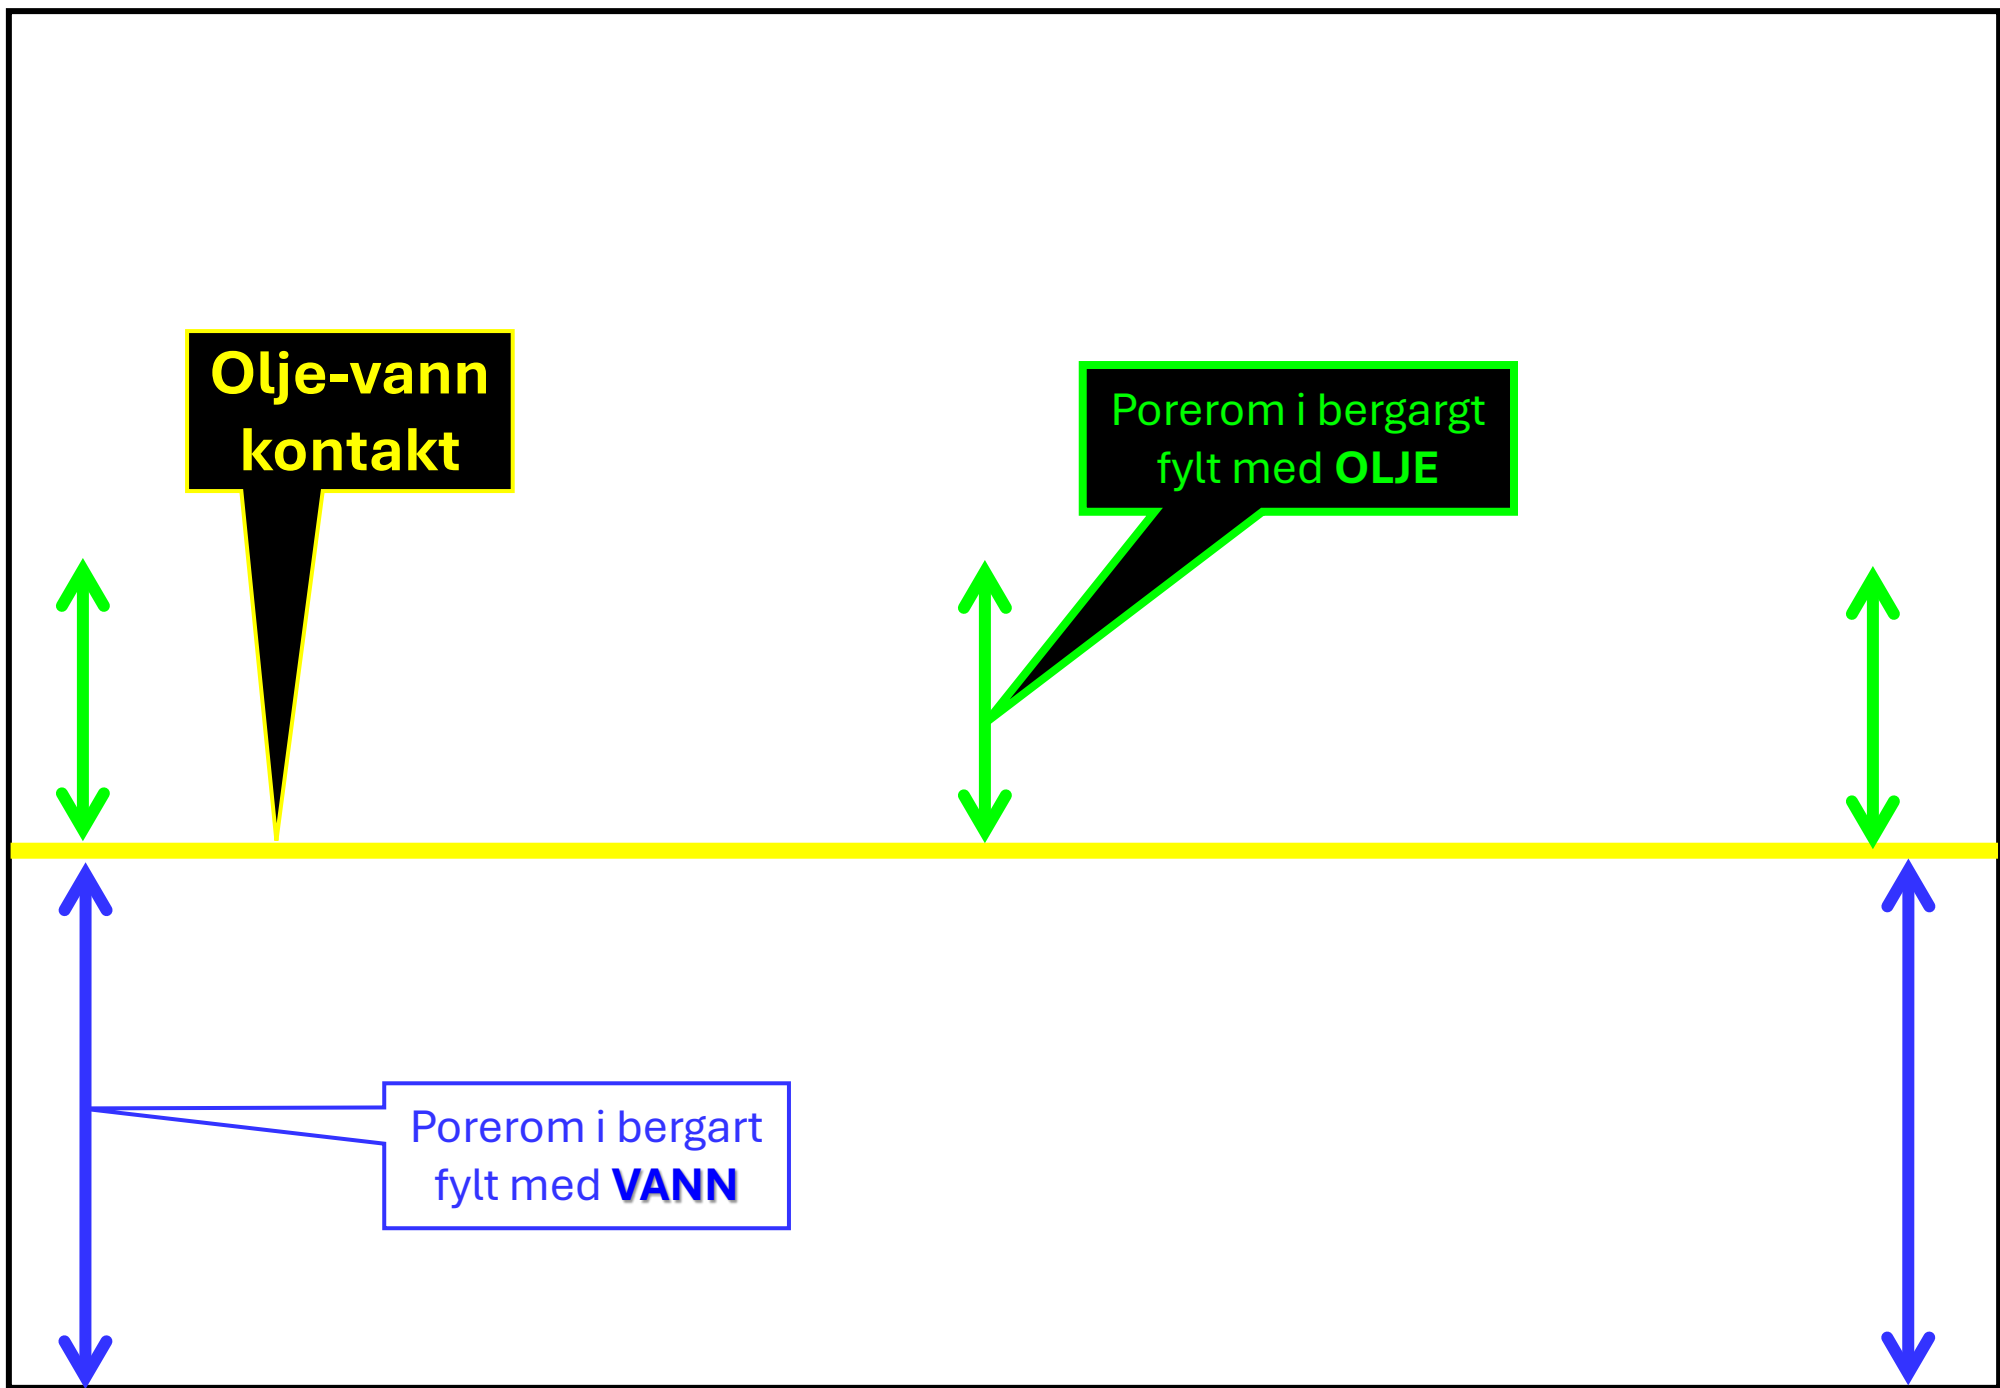 Olje-vann
kontakt
Porerom i bergargt
fylt med OLJE
Porerom i bergart
fylt med VANN